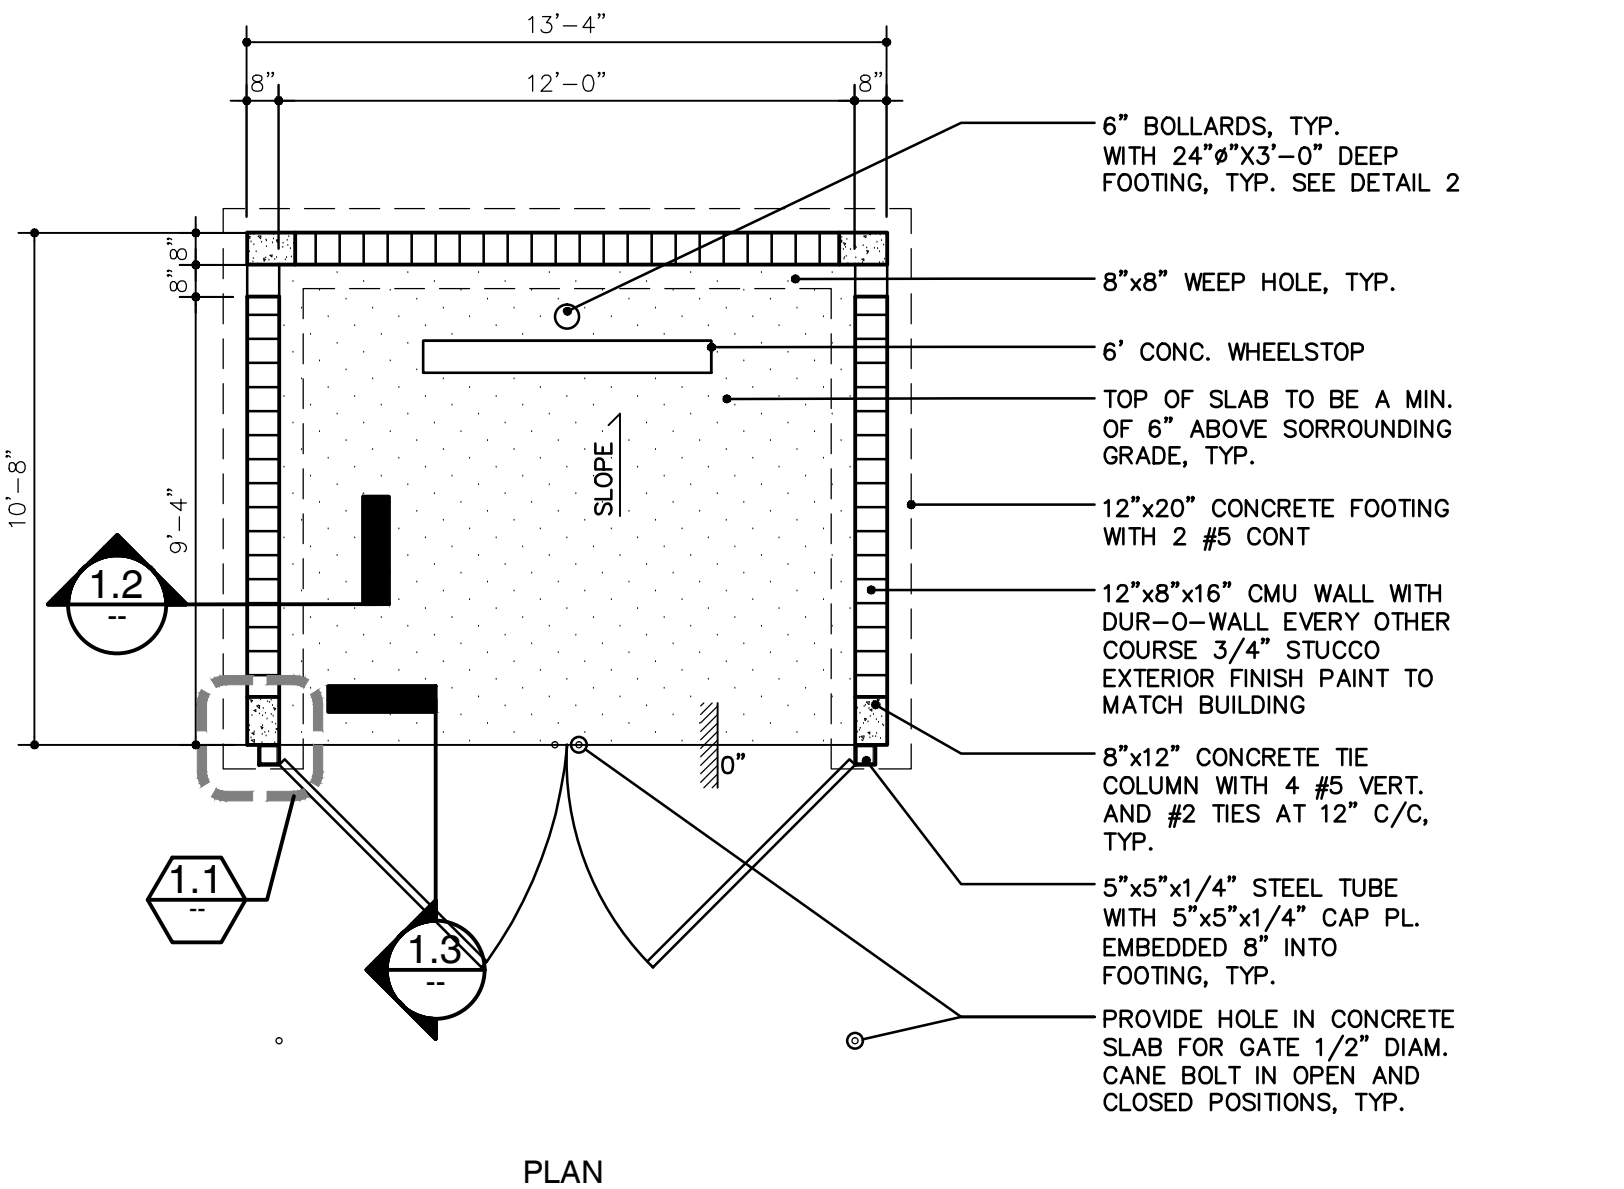 13'-4"
8"
12'-0"
8"
6" BOLLARDS, TYP.
WITH 24"ø"X3'-0" DEEP
FOOTING, TYP. SEE DETAIL 2
8"
8"
8"x8" WEEP HOLE, TYP.
6' CONC. WHEELSTOP
TOP OF SLAB TO BE A MIN.
OF 6" ABOVE SORROUNDING
GRADE, TYP.
SLOPE
10'-8"
9'-4"
12"x20" CONCRETE FOOTING
WITH 2 #5 CONT
1.2
--
12"x8"x16" CMU WALL WITH
DUR-O-WALL EVERY OTHER
COURSE 3/4" STUCCO
EXTERIOR FINISH PAINT TO
MATCH BUILDING
0"
8"x12" CONCRETE TIE
COLUMN WITH 4 #5 VERT.
AND #2 TIES AT 12" C/C,
TYP.
1.1
--
5"x5"x1/4" STEEL TUBE
WITH 5"x5"x1/4" CAP PL.
EMBEDDED 8" INTO
FOOTING, TYP.
1.3
--
PROVIDE HOLE IN CONCRETE
SLAB FOR GATE 1/2" DIAM.
CANE BOLT IN OPEN AND
CLOSED POSITIONS, TYP.
PLAN